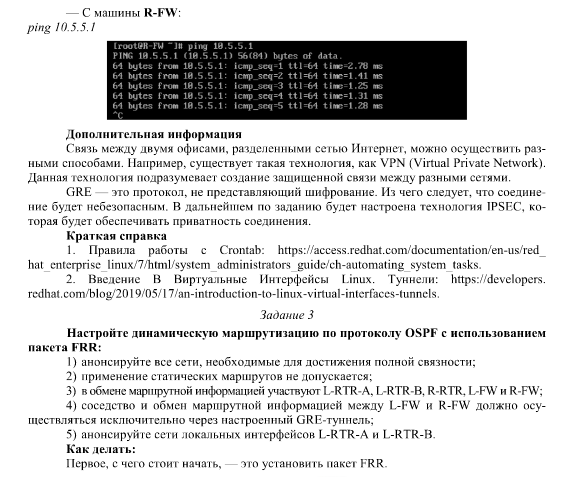 — С машины R-FW:
ping 10.5.5.1
[root@R-FW ~]# ping 10.5.5.1
PING 10.5.5.1 (10.5.5.1) 56(84) bytes of data.
64 bytes from 10.5.5.1: icmp_seq=1 ttl=64 time=2.78 ms
64 bytes from 10.5.5.1: icmp_seq=2 ttl=64 time=1.41 ms
64 bytes from 10.5.5.1: icmp_seq=3 ttl=64 time=1.25 ms
64 bytes from 10.5.5.1: icmp_seq=4 ttl=64 time=1.31 ms
64 bytes from 10.5.5.1: icmp_seq=5 ttl=64 time=1.28 ms
^C
Дополнительная информация
Связь между двумя офисами, разделенными сетью Интернет, можно осуществить раз-
ными способами. Например, существует такая технология, как VPN (Virtual Private Network).
Данная технология подразумевает создание защищенной связи между разными сетями.
GRE — это протокол, не представляющий шифрование. Из чего следует, что соедине-
ние будет небезопасным. В дальнейшем по заданию будет настроена технология IPSEC, ко-
торая будет обеспечивать приватность соединения.
Краткая справка
1. Правила работы с Crontab: https://access.redhat.com/documentation/en-us/red_
hat_enterprise_linux/7/html/system_administrators_guide/ch-automating_system_tasks.
2. Введение В Виртуальные Интерфейсы Linux. Туннели: https://developers.
redhat.com/blog/2019/05/17/an-introduction-to-linux-virtual-interfaces-tunnels.
Задание 3
Настройте динамическую маршрутизацию по протоколу OSPF с использованием
пакета FRR:
1) анонсируйте все сети, необходимые для достижения полной связности;
2) применение статических маршрутов не допускается;
3) в обмене маршрутной информацией участвуют L-RTR-A, L-RTR-B, R-RTR, L-FW и R-FW;
4) соседство и обмен маршрутной информацией между L-FW и R-FW должно осу-
ществляться исключительно через настроенный GRE-туннель;
5) анонсируйте сети локальных интерфейсов L-RTR-A и L-RTR-B.
Как делать:
Первое, с чего стоит начать, — это установить пакет FRR.